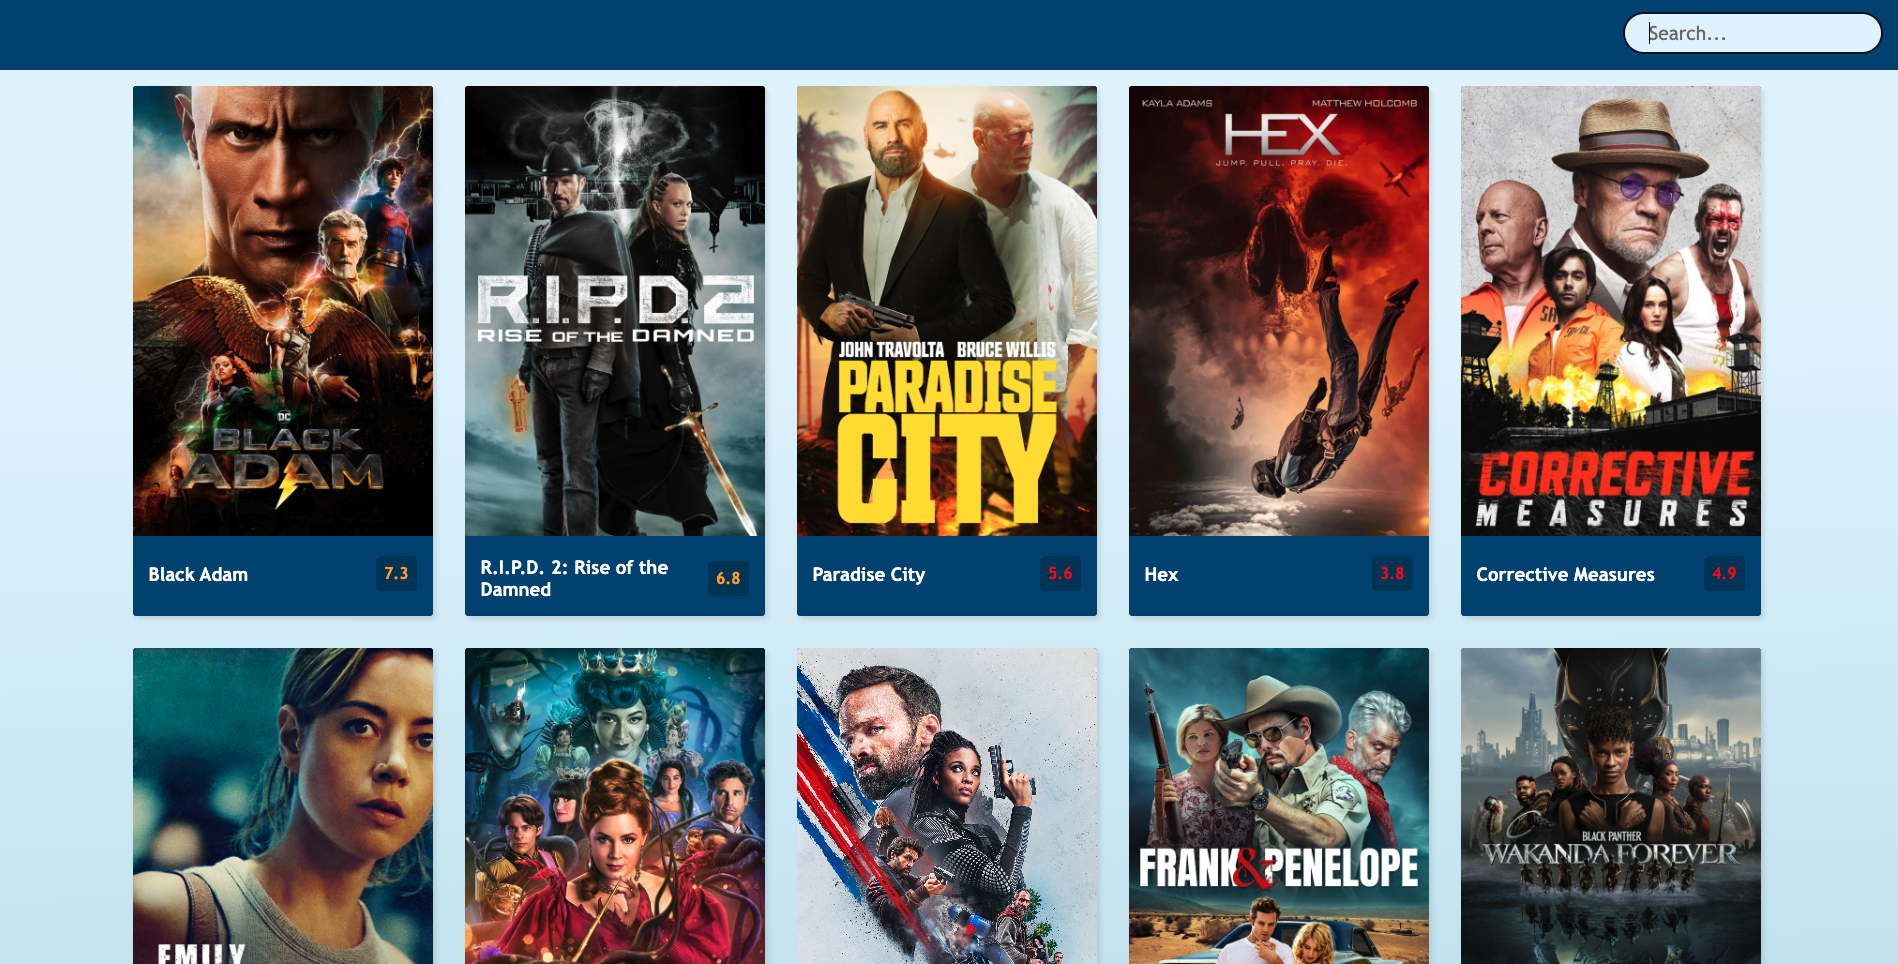 Search...
KAYLA ADAMS MATTHEW HOLCOMB
HEX
JUMP. PULL. PRAY. DIE.
R.I.P.D.2
RISE OF THE DAMNED
JOHN TRAVOLTA BRUCE WILLIS
PARADISE
CITY
DC
BLACK
ADAM
CORRECTIVE
MEASURES
Black Adam 7.3
R.I.P.D. 2: Rise of the
Damned 6.8
Paradise City 5.6
Hex 3.8
Corrective Measures 4.9
EMILY
FRANK & PENELOPE
BLACK PANTHER
WAKANDA FOREVER